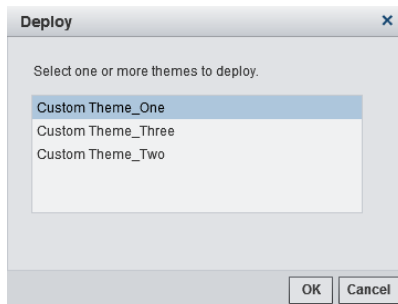 Deploy
×
Select one or more themes to deploy.
Custom Theme_One
Custom Theme_Three
Custom Theme_Two
OK Cancel